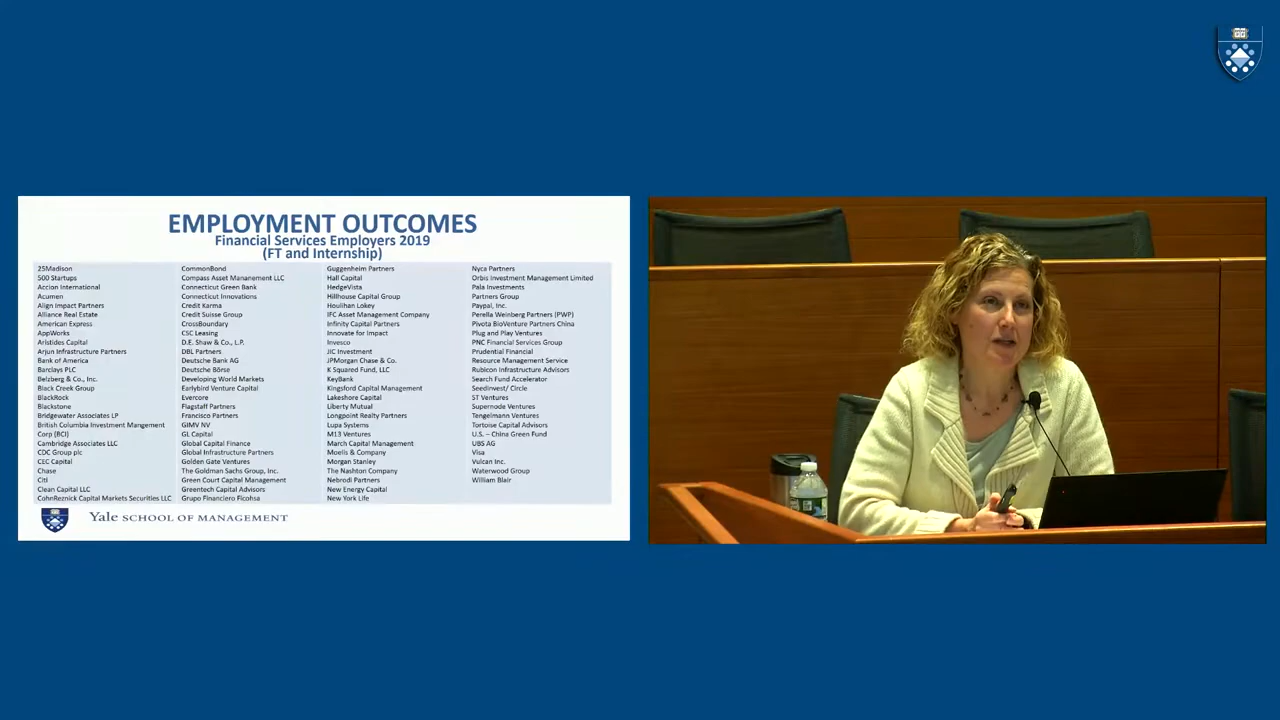 EMPLOYMENT OUTCOMES
Financial Services Employers 2019
(FT and Internship)
25Madison
500 Startups
Accion International
Acumen
Align Impact Partners
Alliance Real Estate
American Express
AppWorks
Aristides Capital
Arjun Infrastructure Partners
Bank of America
Barclays PLC
Belzberg & Co., Inc.
Black Creek Group
BlackRock
Blackstone
Bridgewater Associates LP
British Columbia Investment Mangement
Corp (BCI)
Cambridge Associates LLC
CDC Group plc
CEC Capital
Chase
Citi
Clean Capital LLC
CohnReznick Capital Markets Securities LLC
CommonBond
Compass Asset Mananement LLC
Connecticut Green Bank
Connecticut Innovations
Credit Karma
Credit Suisse Group
CrossBoundary
CSC Leasing
D.E. Shaw & Co., L.P.
DBL Partners
Deutsche Bank AG
Deutsche Börse
Developing World Markets
Earlybird Venture Capital
Evercore
Flagstaff Partners
Francisco Partners
GIMV NV
GL Capital
Global Capital Finance
Global Infrastructure Partners
Golden Gate Ventures
The Goldman Sachs Group, Inc.
Green Court Capital Management
Greentech Capital Advisors
Grupo Financiero Ficohsa
Guggenheim Partners
Hall Capital
HedgeVista
Hillhouse Capital Group
Houlihan Lokey
IFC Asset Management Company
Infinity Capital Partners
Innovate for Impact
Invesco
JIC Investment
JPMorgan Chase & Co.
K Squared Fund, LLC
KeyBank
Kingsford Capital Management
Lakeshore Capital
Liberty Mutual
Longpoint Realty Partners
Lupa Systems
M13 Ventures
March Capital Management
Moelis & Company
Morgan Stanley
The Nashton Company
Nebrodi Partners
New Energy Capital
New York Life
Nyca Partners
Orbis Investment Management Limited
Pala Investments
Partners Group
Paypal, Inc.
Perella Weinberg Partners (PWP)
Pivota BioVenture Partners China
Plug and Play Ventures
PNC Financial Services Group
Prudential Financial
Resource Management Service
Rubicon Infrastructure Advisors
Search Fund Accelerator
SeedInvest/ Circle
ST Ventures
Supernode Ventures
Tengelmann Ventures
Tortoise Capital Advisors
U.S. – China Green Fund
UBS AG
Visa
Vulcan Inc.
Waterwood Group
William Blair
Yale SCHOOL OF MANAGEMENT